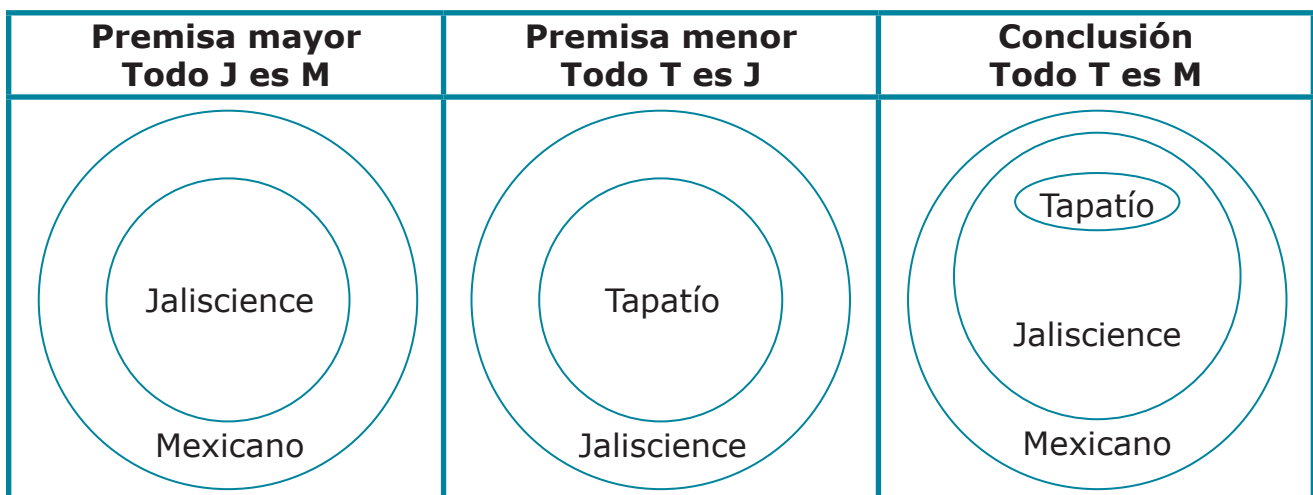 Premisa mayor
Todo J es M
Premisa menor
Todo T es J
Conclusión
Todo T es M
Jaliscience
Mexicano
Tapatío
Jaliscience
Tapatío
Jaliscience
Mexicano